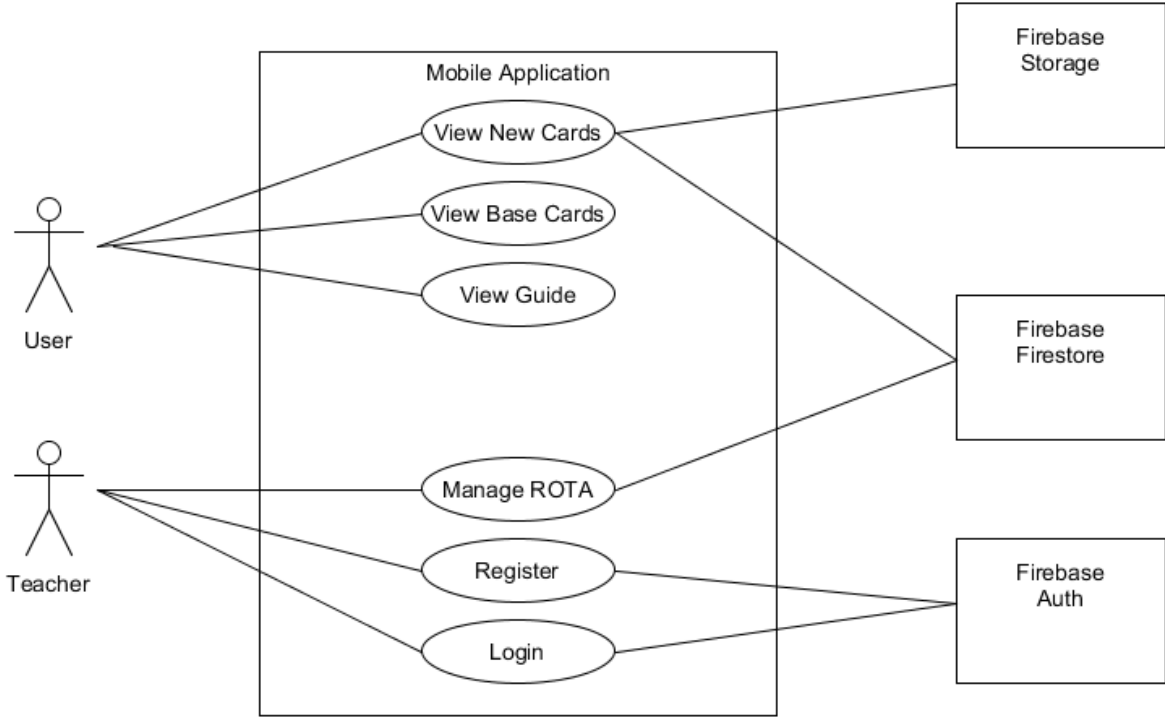 Firebase
Storage
Mobile Application
View New Cards
View Base Cards
View Guide
User
Firebase
Firestore
Manage ROTA
Teacher
Register
Firebase
Auth
Login